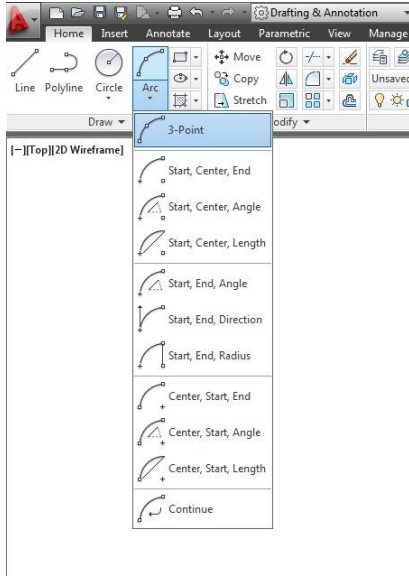 Drafting & Annotation
Home Insert Annotate Layout Parametric View Manage
Move
Copy
Stretch
Line Polyline Circle Arc
Unsaved
Draw
odify
[−][Top][2D Wireframe]
3-Point
Start, Center, End
Start, Center, Angle
Start, Center, Length
Start, End, Angle
Start, End, Direction
Start, End, Radius
Center, Start, End
Center, Start, Angle
Center, Start, Length
Continue